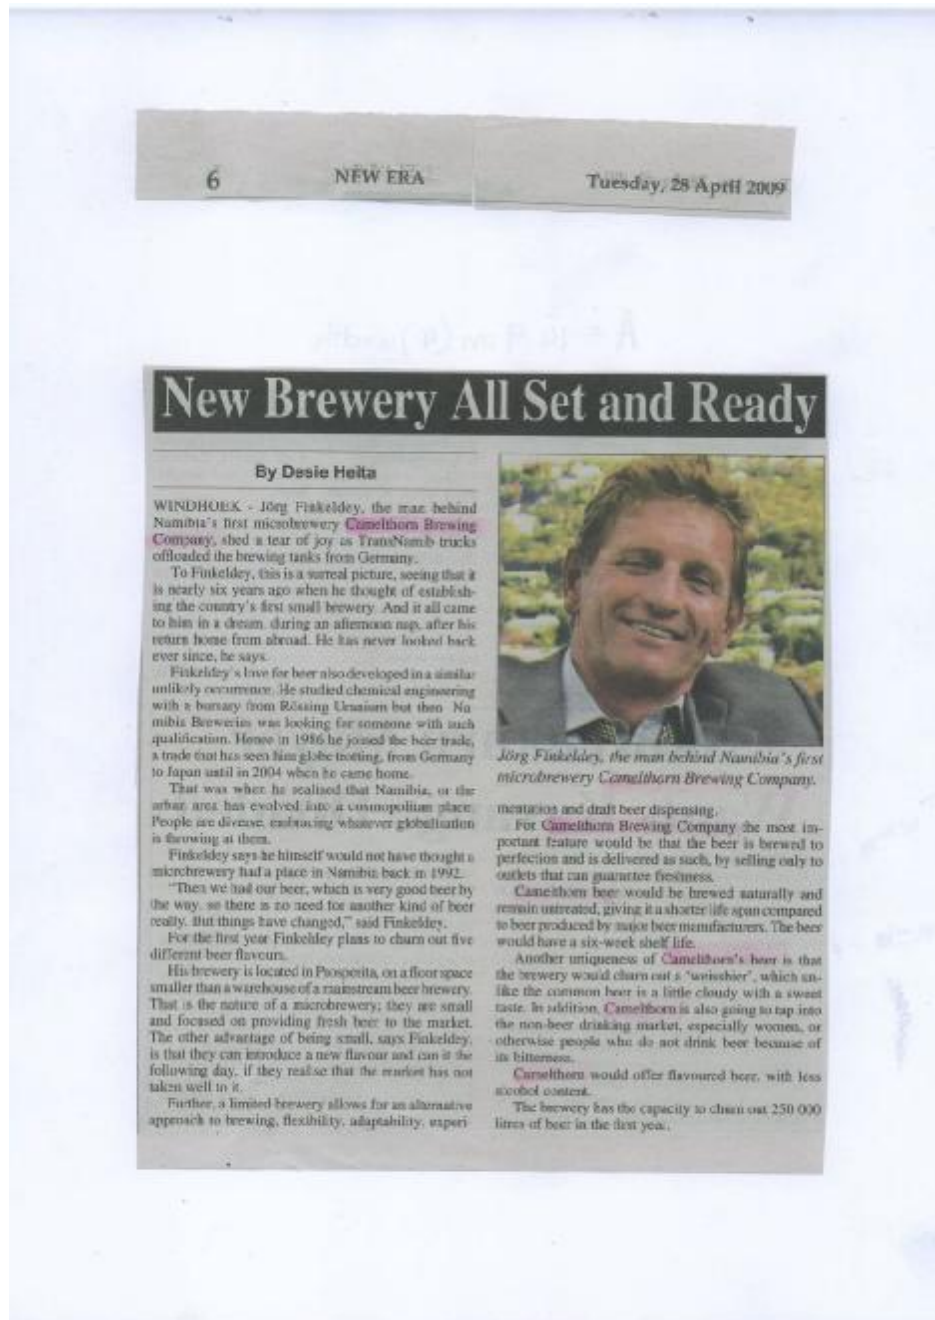 6 NEW ERA Tuesday, 28 April 2009
New Brewery All Set and Ready
By Desie Heita
WINDHOEK - Jörg Finkeldey, the man behind
Namibia's first microbrewery Camelthorn Brewing
Company, shed a tear of joy as TransNamib trucks
offloaded the brewing tanks from Germany.
To Finkeldey, this is a surreal picture, seeing that it
is nearly six years ago when he thought of establish-
ing the country's first small brewery. And it all came
to him in a dream, during an afternoon nap, after his
return home from abroad. He has never looked back
ever since, he says.
Finkeldey's love for beer also developed in a similar
unlikely occurrence. He studied chemical engineering
with a bursary from Rössing Uranium but then Na
mibia Breweries was looking for someone with such
qualification. Hence in 1986 he joined the beer trade,
a trade that has seen him globe trotting, from Germany
to Japan until in 2004 when he came home.
That was when he realised that Namibia, or the
urban area has evolved into a cosmopolitan place.
People are diverse, embracing whatever globalisation
is throwing at them.
Finkeldey says he himself would not have thought a
microbrewery had a place in Namibia back in 1992.
"Then we had our beer, which is very good beer by
the way, so there is no need for another kind of beer
really. But things have changed," said Finkeldey.
For the first year Finkeldey plans to churn out five
different beer flavours.
His brewery is located in Prosperita, on a floor space
smaller than a warehouse of a mainstream beer brewery.
That is the nature of a microbrewery; they are small
and focused on providing fresh beer to the market.
The other advantage of being small, says Finkeldey,
is that they can introduce a new flavour and can it the
following day, if they realise that the market has not
taken well to it.
Further, a limited brewery allows for an alternative
approach to brewing, flexibility, adaptability, experi-
Jörg Finkeldey, the man behind Namibia's first
microbrewery Camelthorn Brewing Company.
mentation and draft beer dispensing.
For Camelthorn Brewing Company the most im-
portant feature would be that the beer is brewed to
perfection and is delivered as such, by selling only to
outlets that can guarantee freshness.
Camelthorn beer would be brewed naturally and
remain untreated, giving it a shorter life span compared
to beer produced by major beer manufacturers. The beer
would have a six-week shelf life.
Another uniqueness of Camelthorn's beer is that
the brewery would churn out a "weissbier", which un-
like the common beer is a little cloudy with a sweet
taste. In addition, Camelthorn is also going to tap into
the non-beer drinking market, especially women, or
otherwise people who do not drink beer because of
its bitterness.
Camelthorn would offer flavoured beer, with less
alcohol content.
The brewery has the capacity to churn out 250 000
litres of beer in the first year.